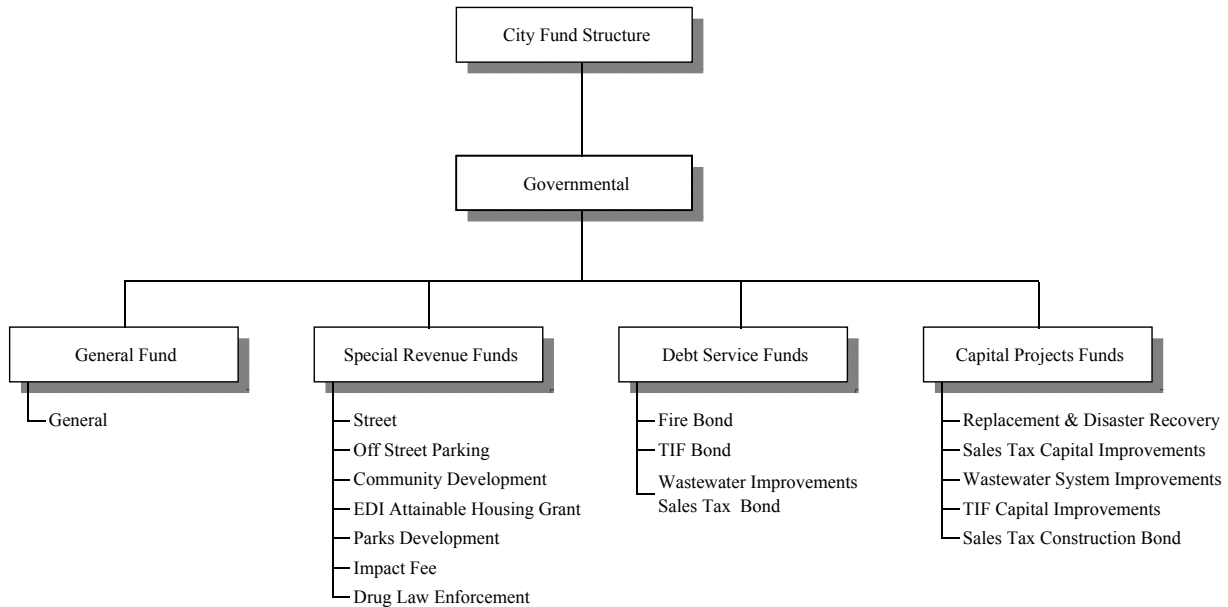 City Fund Structure
Governmental
General Fund
General
Special Revenue Funds
Street
Off Street Parking
Community Development
EDI Attainable Housing Grant
Parks Development
Impact Fee
Drug Law Enforcement
Debt Service Funds
Fire Bond
TIF Bond
Wastewater Improvements
Sales Tax Bond
Capital Projects Funds
Replacement & Disaster Recovery
Sales Tax Capital Improvements
Wastewater System Improvements
TIF Capital Improvements
Sales Tax Construction Bond